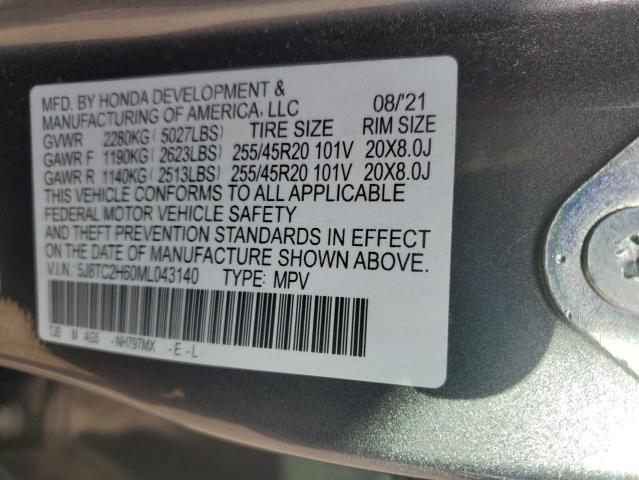 MFD. BY HONDA DEVELOPMENT &
MANUFACTURING OF AMERICA, LLC 08/'21
GVWR 2280KG(5027LBS) TIRE SIZE RIM SIZE
GAWR F 1190KG(2623LBS) 255/45R20 101V 20X8.0J
GAWR R 1140KG(2513LBS) 255/45R20 101V 20X8.0J
THIS VEHICLE CONFORMS TO ALL APPLICABLE
FEDERAL MOTOR VEHICLE SAFETY
AND THEFT PREVENTION STANDARDS IN EFFECT
ON THE DATE OF MANUFACTURE SHOWN ABOVE.
V.I.N.: 5J8TC2H60ML043140 TYPE: MPV
TJB M AG5 -NH797MX -E-L